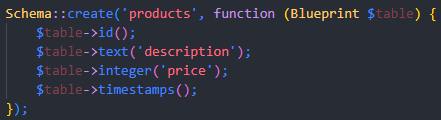 Schema::create('products', function (Blueprint $table) {
    $table->id();
    $table->text('description');
    $table->integer('price');
    $table->timestamps();
});